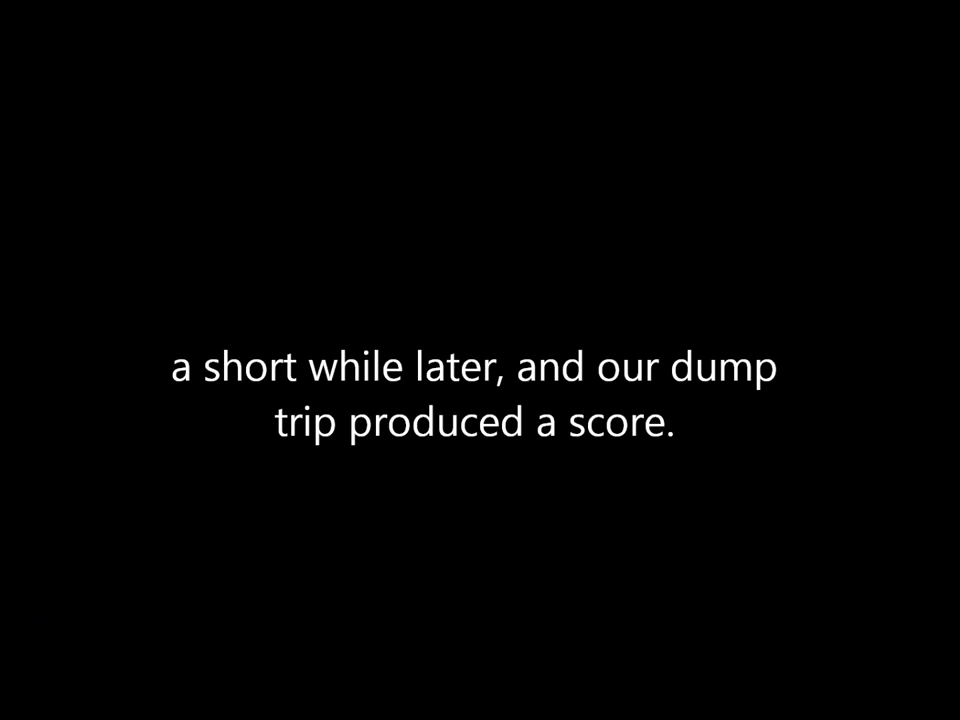 a short while later, and our dump
trip produced a score.